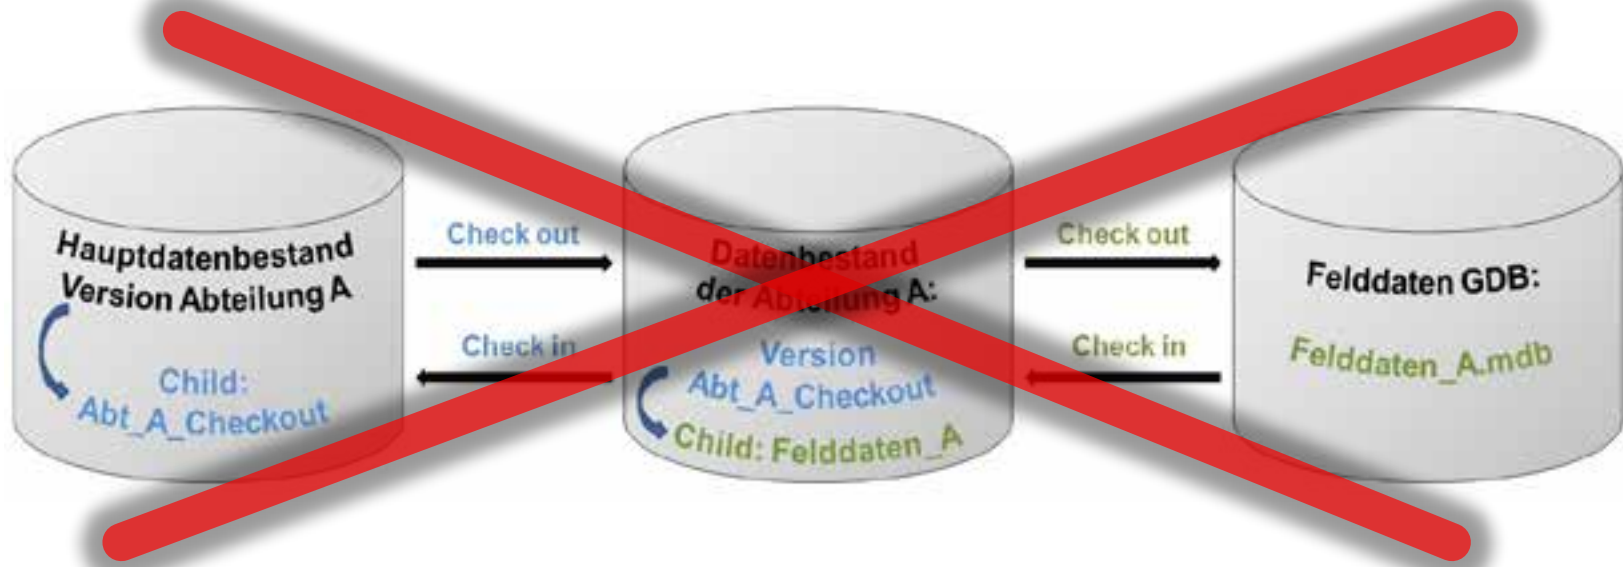 Hauptdatenbestand
Version Abteilung A
Child:
Abt_A_Checkout
Check out
Check in
Datenbestand
der Abteilung A:
Version
Abt_A_Checkout
Child: Felddaten_A
Check out
Check in
Felddaten GDB:
Felddaten_A.mdb